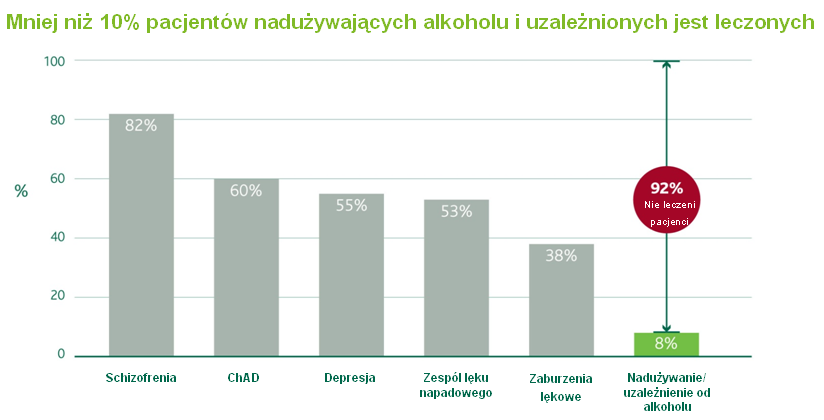 Mniej niż 10% pacjentów nadużywających alkoholu i uzależnionych jest leczonych
100
80
60
40
20
0
%
82%
60%
55%
53%
38%
92%
Nie leczeni
pacjenci
8%
Schizofrenia
ChAD
Depresja
Zespól lęku
napadowego
Zaburzenia
lękowe
Nadużywanie/
uzależnienie od
alkoholu